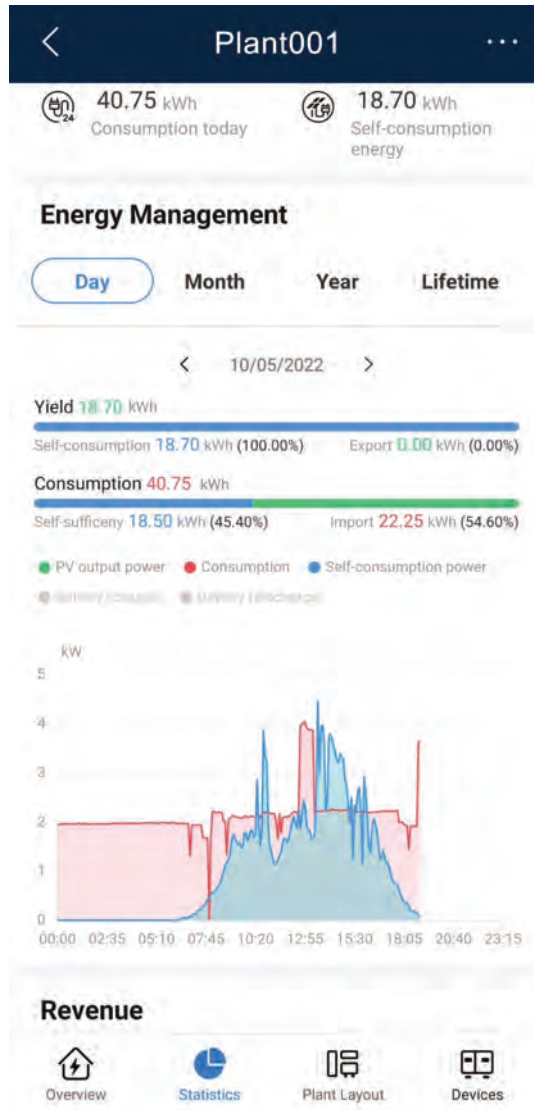 Plant001
40.75 kWh
Consumption today
18.70 kWh
Self-consumption
energy
24
Energy Management
Day Month Year Lifetime
10/05/2022
Yield 18.70 kWh
Self-consumption 18.70 kWh (100.00%) Export 0.00 kWh (0.00%)
Consumption 40.75 kWh
Self-sufficeny 18.50 kWh (45.40%) Import 22.25 kWh (54.60%)
PV output power Consumption Self-consumption power
kW
5
4
3
2
1
0
00:00 02:35 05:10 07:45 10:20 12:55 15:30 18:05 20:40 23:15
Revenue
Overview Statistics Plant Layout Devices